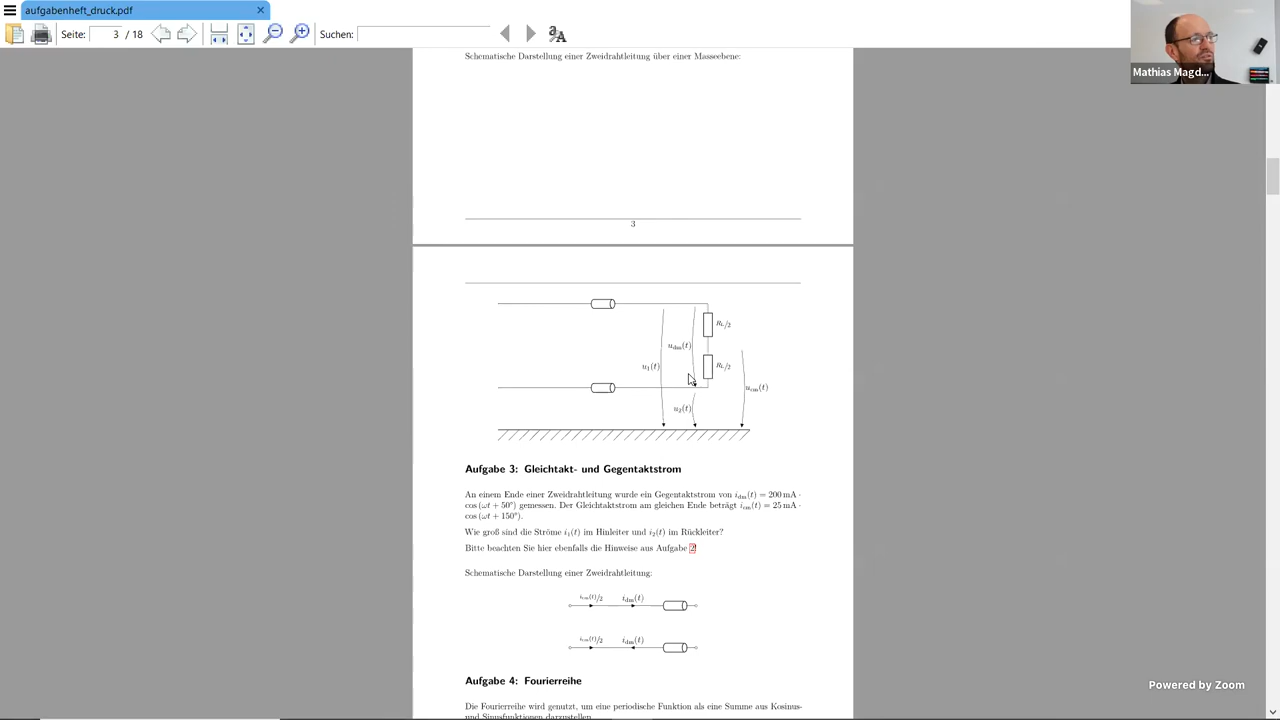 aufgabenheft_druck.pdf
Seite: 3 / 18
Suchen:
Mathias Magd...
Schematische Darstellung einer Zweidrahtleitung über einer Masseebene:
3
R_L/2
u_dm(t)
u_1(t)
R_L/2
u_cm(t)
u_2(t)
Aufgabe 3: Gleichtakt- und Gegentaktstrom
An einem Ende einer Zweidrahtleitung wurde ein Gegentaktstrom von i_dm(t) = 200 mA ·
cos (ωt + 50°) gemessen. Der Gleichtaktstrom am gleichen Ende beträgt i_cm(t) = 25 mA ·
cos (ωt + 150°).
Wie groß sind die Ströme i_1(t) im Hinleiter und i_2(t) im Rückleiter?
Bitte beachten Sie hier ebenfalls die Hinweise aus Aufgabe 2!
Schematische Darstellung einer Zweidrahtleitung:
i_cm(t)/2 i_dm(t)
i_cm(t)/2 i_dm(t)
Aufgabe 4: Fourierreihe
Die Fourierreihe wird genutzt, um eine periodische Funktion als eine Summe aus Kosinus-
und Sinusfunktionen darzustellen.
Powered by Zoom